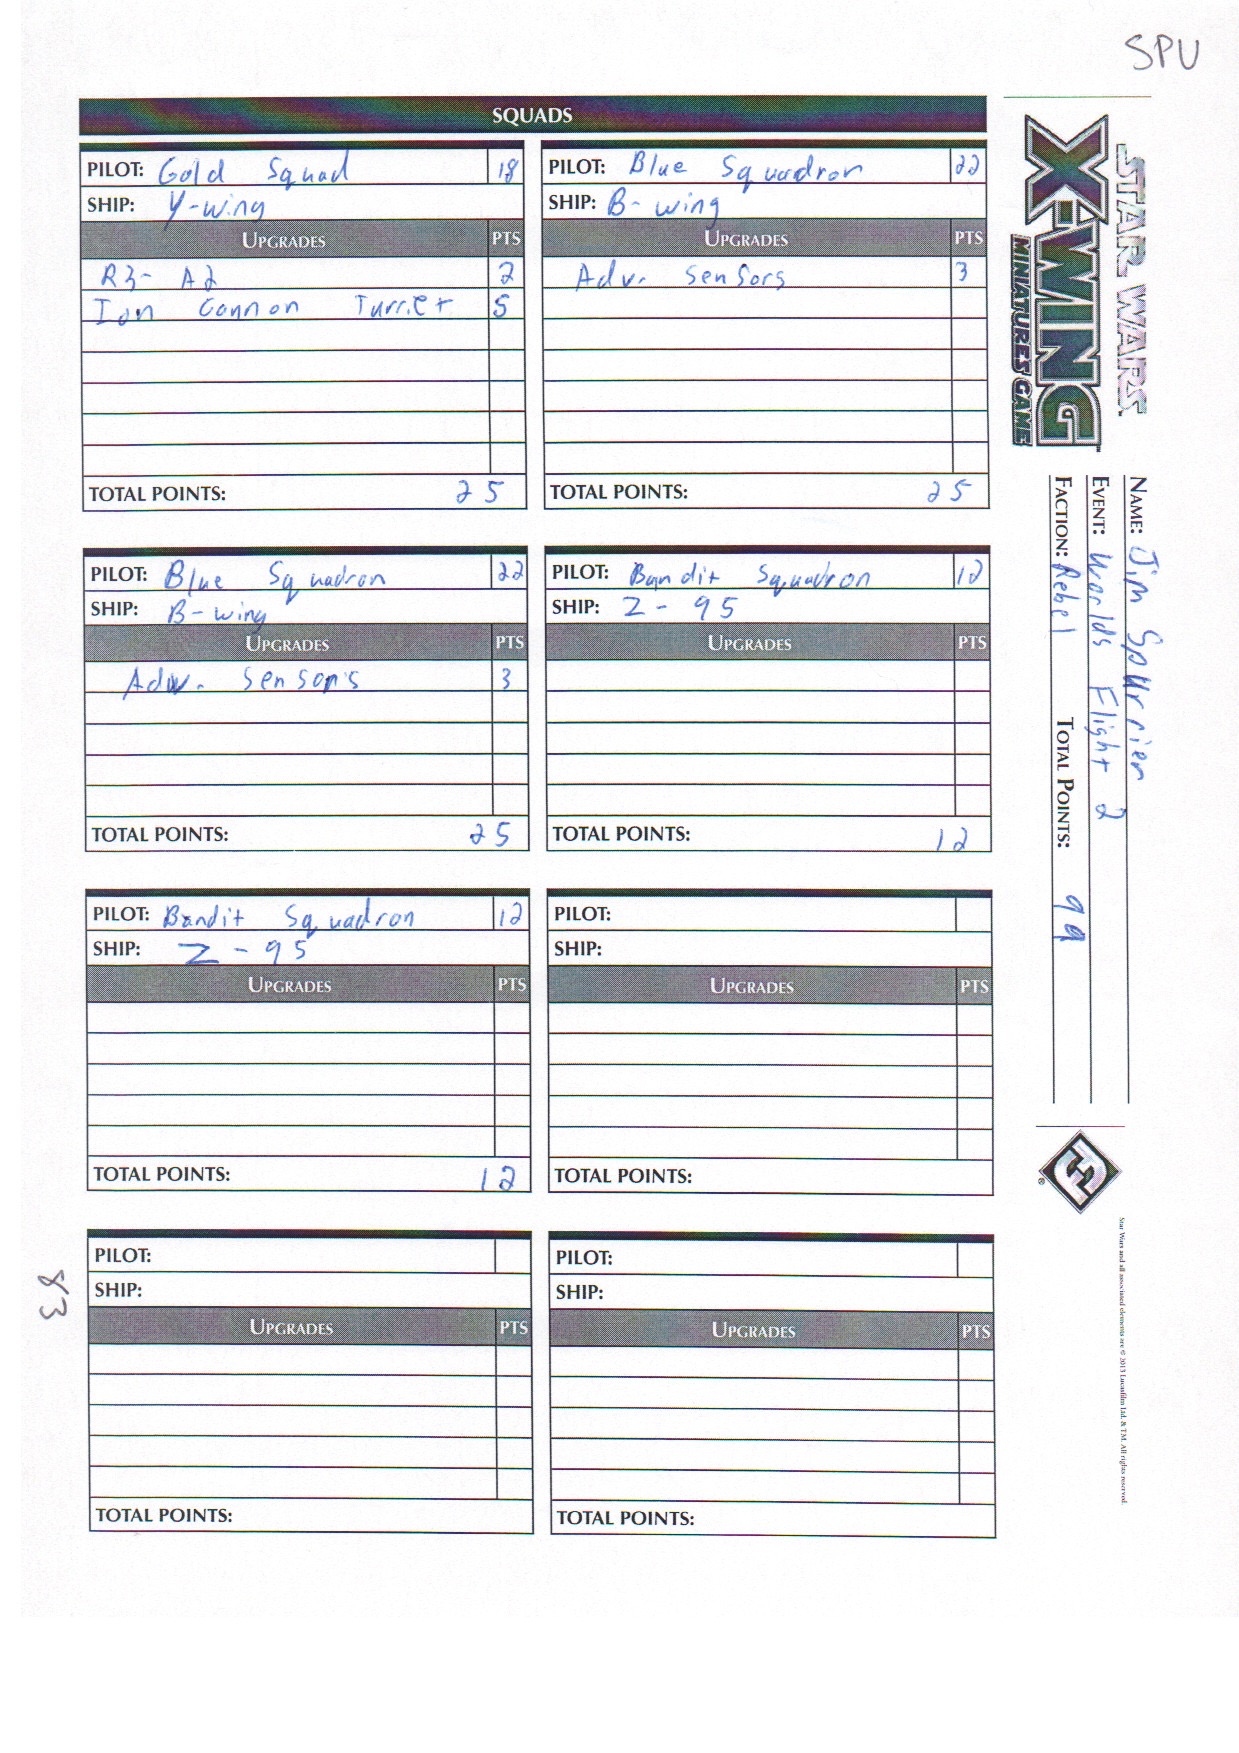 SPU
SQUADS
PILOT: Gold Squad 18
SHIP: Y-wing
UPGRADES PTS
R3-A2 2
Ion Cannon Turret 5
TOTAL POINTS: 25
PILOT: Blue Squadron 22
SHIP: B-wing
UPGRADES PTS
Adv. Sensors 3
TOTAL POINTS: 25
PILOT: Blue Squadron 22
SHIP: B-wing
UPGRADES PTS
Adv. Sensors 3
TOTAL POINTS: 25
PILOT: Bandit Squadron 12
SHIP: Z-95
UPGRADES PTS
TOTAL POINTS: 12
PILOT: Bandit Squadron 12
SHIP: Z-95
UPGRADES PTS
TOTAL POINTS: 12
PILOT:
SHIP:
UPGRADES PTS
TOTAL POINTS:
PILOT:
SHIP:
UPGRADES PTS
TOTAL POINTS:
PILOT:
SHIP:
UPGRADES PTS
TOTAL POINTS:
STAR WARS
X-WING™
MINIATURES GAME
NAME: Jim Spurrier
EVENT: Worlds Flight 2
FACTION: Rebel TOTAL POINTS: 99
®
Star Wars and all associated elements are © 2013 Lucasfilm Ltd. & TM. All rights reserved.
83